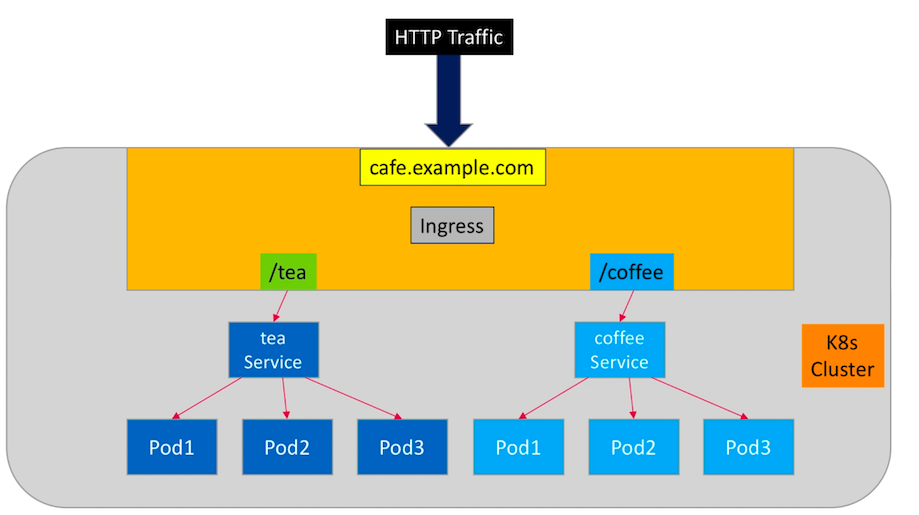 HTTP Traffic
cafe.example.com
Ingress
/tea
/coffee
tea
Service
coffee
Service
K8s
Cluster
Pod1
Pod2
Pod3
Pod1
Pod2
Pod3